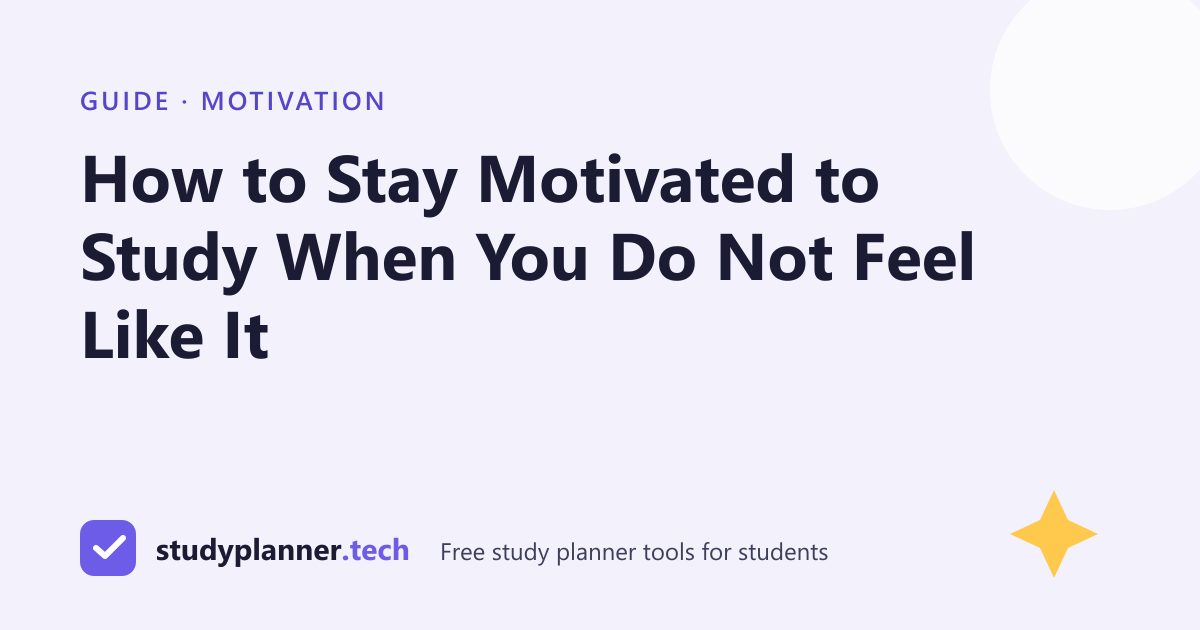 GUIDE · MOTIVATION
How to Stay Motivated to
Study When You Do Not Feel
Like It
studyplanner.tech Free study planner tools for students